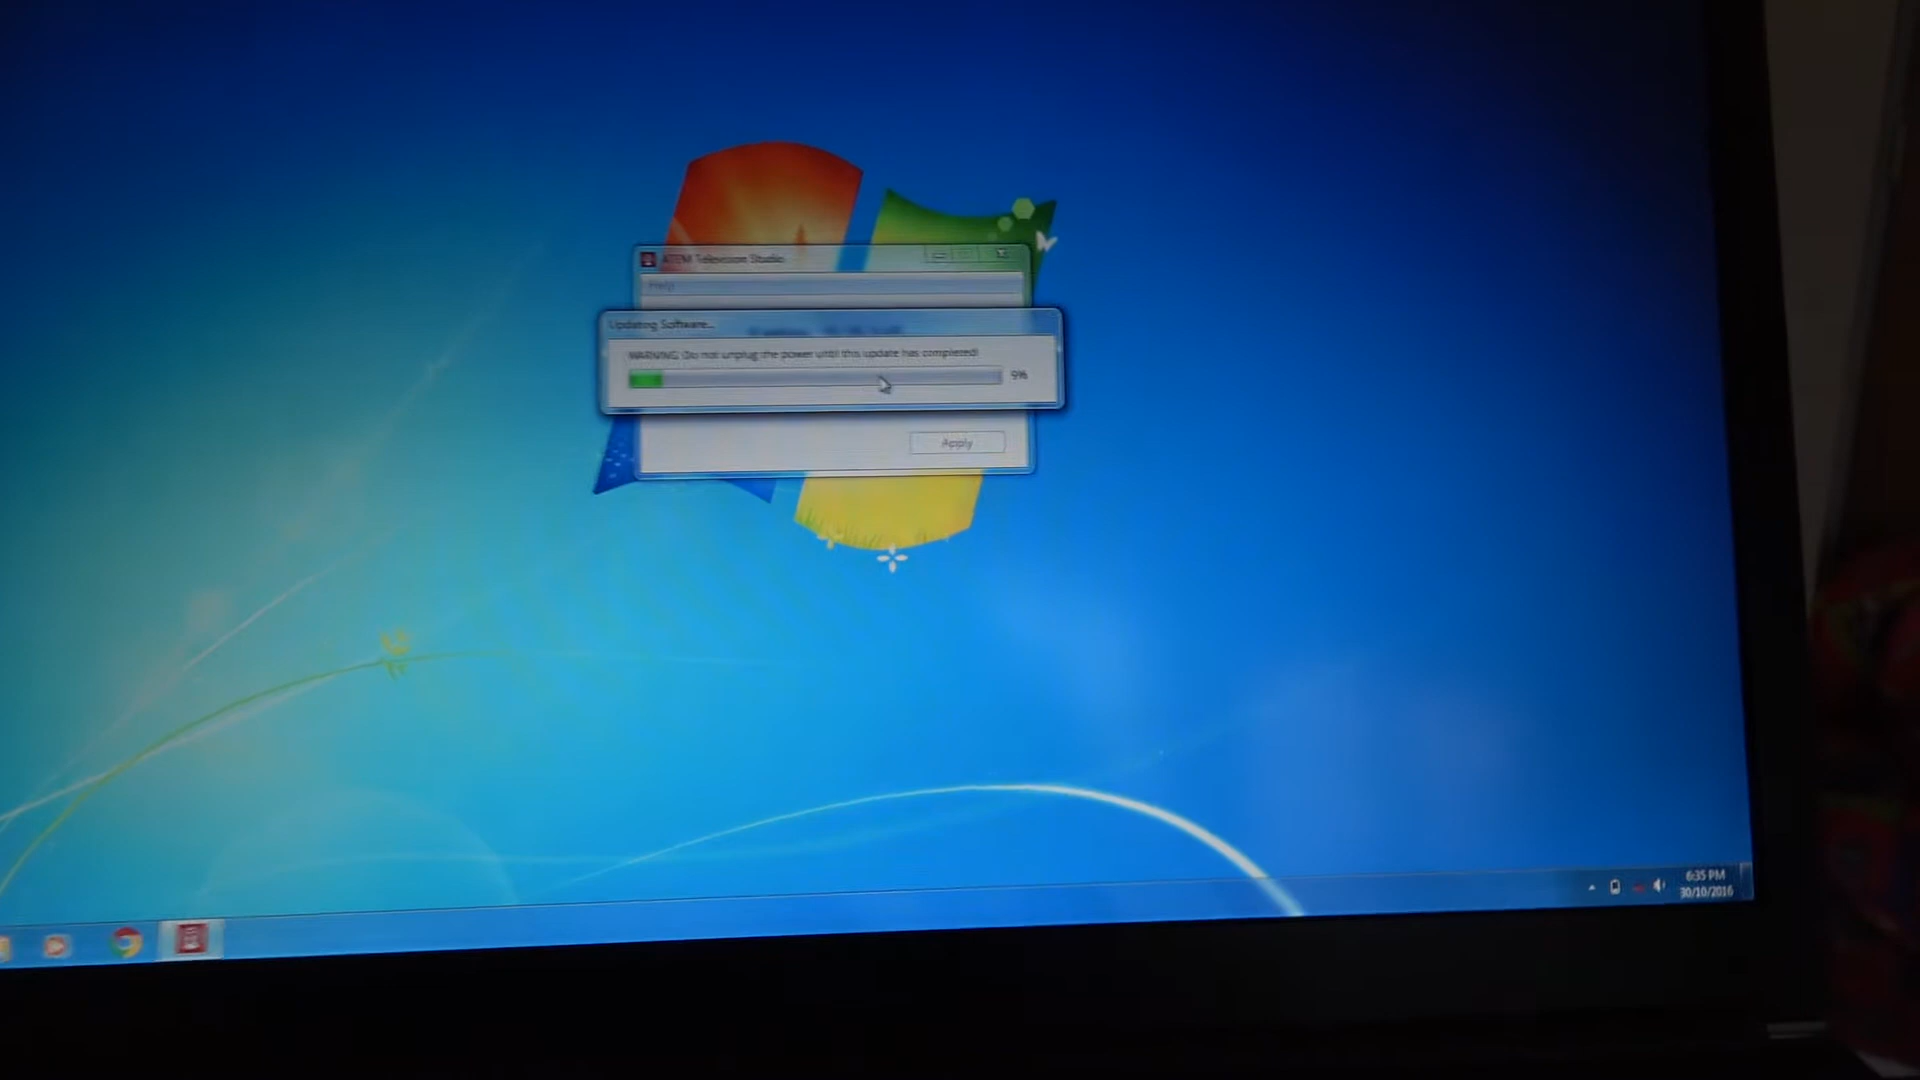 ATEM Television Studio
Help
Updating Software...
WARNING: Do not unplug the power until this update has completed!
9%
Apply
6:35 PM
30/10/2016